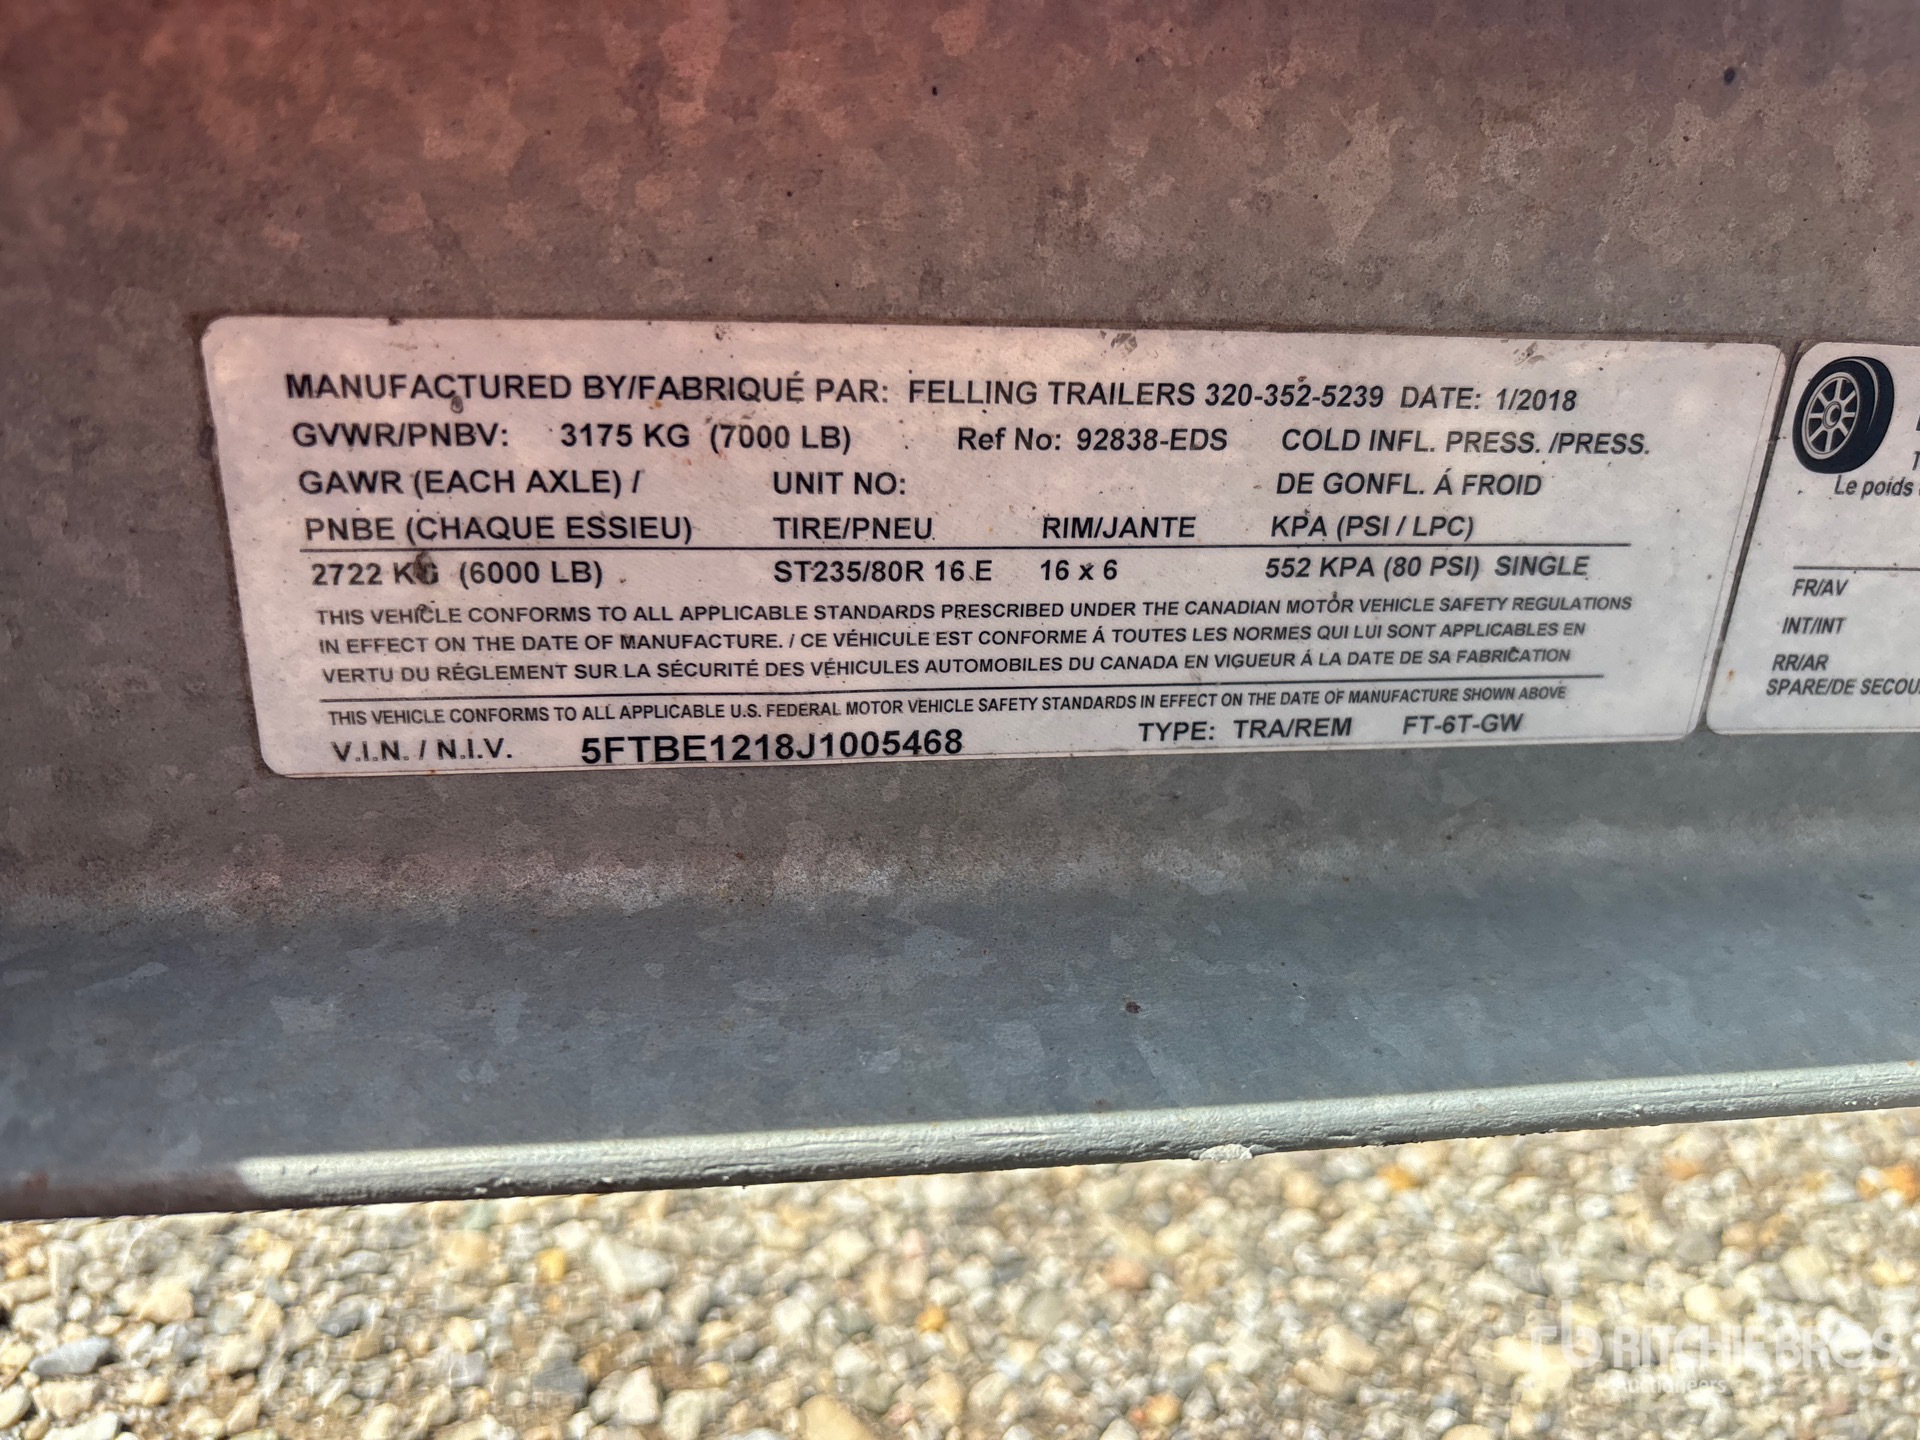 MANUFACTURED BY/FABRIQUÉ PAR: FELLING TRAILERS 320-352-5239 DATE: 1/2018
GVWR/PNBV: 3175 KG (7000 LB) Ref No: 92838-EDS COLD INFL. PRESS. /PRESS.
GAWR (EACH AXLE) / UNIT NO: DE GONFL. Á FROID
PNBE (CHAQUE ESSIEU) TIRE/PNEU RIM/JANTE KPA (PSI / LPC)
2722 KG (6000 LB) ST235/80R 16 E 16 x 6 552 KPA (80 PSI) SINGLE
THIS VEHICLE CONFORMS TO ALL APPLICABLE STANDARDS PRESCRIBED UNDER THE CANADIAN MOTOR VEHICLE SAFETY REGULATIONS
IN EFFECT ON THE DATE OF MANUFACTURE. / CE VÉHICULE EST CONFORME Á TOUTES LES NORMES QUI LUI SONT APPLICABLES EN
VERTU DU RÉGLEMENT SUR LA SÉCURITÉ DES VÉHICULES AUTOMOBILES DU CANADA EN VIGUEUR Á LA DATE DE SA FABRICATION
THIS VEHICLE CONFORMS TO ALL APPLICABLE U.S. FEDERAL MOTOR VEHICLE SAFETY STANDARDS IN EFFECT ON THE DATE OF MANUFACTURE SHOWN ABOVE
V.I.N. / N.I.V. 5FTBE1218J1005468 TYPE: TRA/REM FT-6T-GW
Le poids
FR/AV
INT/INT
RR/AR
SPARE/DE SECOU
RITCHIE BROS.
Auctioneers